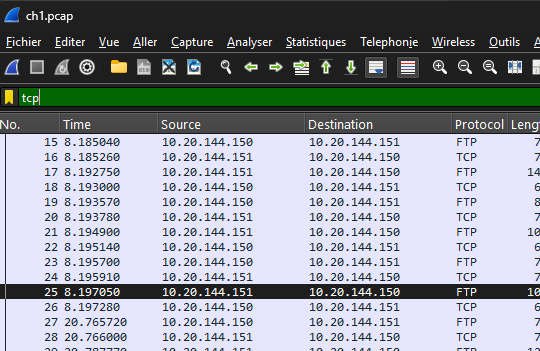 ch1.pcap
Fichier Editer Vue Aller Capture Analyser Statistiques Telephonie Wireless Outils A
tcp
No. Time Source Destination Protocol Lengt
15 8.185040 10.20.144.150 10.20.144.151 FTP 7
16 8.185260 10.20.144.151 10.20.144.150 TCP 7
17 8.192750 10.20.144.151 10.20.144.150 FTP 14
18 8.193000 10.20.144.150 10.20.144.151 TCP 6
19 8.193570 10.20.144.150 10.20.144.151 FTP 8
20 8.193780 10.20.144.151 10.20.144.150 TCP 7
21 8.194900 10.20.144.151 10.20.144.150 FTP 10
22 8.195140 10.20.144.150 10.20.144.151 TCP 6
23 8.195700 10.20.144.150 10.20.144.151 FTP 7
24 8.195910 10.20.144.151 10.20.144.150 TCP 7
25 8.197050 10.20.144.151 10.20.144.150 FTP 10
26 8.197280 10.20.144.150 10.20.144.151 TCP 6
27 20.765720 10.20.144.150 10.20.144.151 FTP 7
28 20.766000 10.20.144.151 10.20.144.150 TCP 7